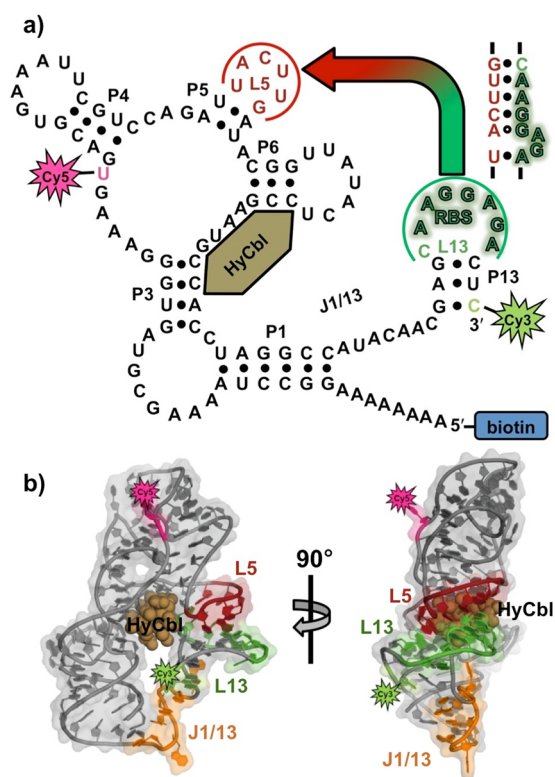 a)
A A U U C G U C C A G A U
A G U G C A G U G A A A G G
P4
P5
U U A C U U G A
L5
G U U C A U
C A A G G A G A
Cy5
P6
C G G U U A U A C U C C G A A U G
HyCbl
C A A G G A G A
RBS
L13
C U C
G A G
P13
3′
Cy3
J1/13
P3
P1
C C U A G G C C A U A C A A C G
A U C C G G A A A A A A A A
5′
biotin
b)
Cy5
L5
HyCbl
L13
Cy3
J1/13
90°
Cy5
L5
HyCbl
L13
Cy3
J1/13